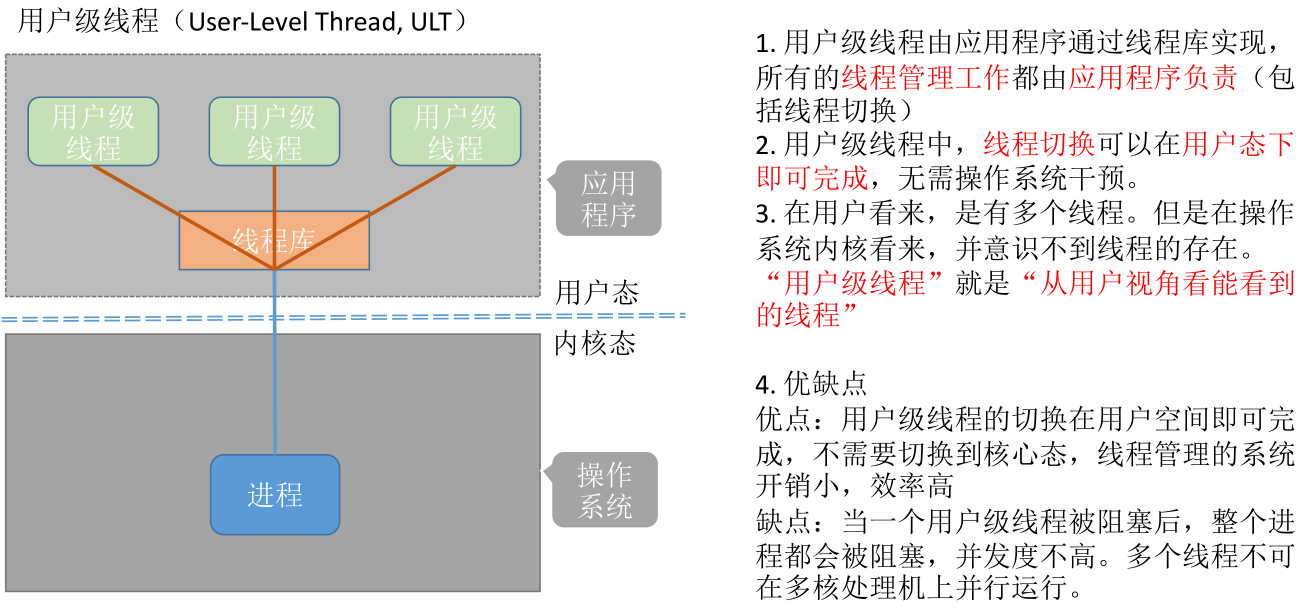 用户级线程（User-Level Thread, ULT）
用户级
线程
用户级
线程
用户级
线程
线程库
应用
程序
用户态
内核态
进程
操作
系统
1. 用户级线程由应用程序通过线程库实现，
所有的线程管理工作都由应用程序负责（包
括线程切换）
2. 用户级线程中，线程切换可以在用户态下
即可完成，无需操作系统干预。
3. 在用户看来，是有多个线程。但是在操作
系统内核看来，并意识不到线程的存在。
“用户级线程”就是“从用户视角看能看到
的线程”
4. 优缺点
优点：用户级线程的切换在用户空间即可完
成，不需要切换到核心态，线程管理的系统
开销小，效率高
缺点：当一个用户级线程被阻塞后，整个进
程都会被阻塞，并发度不高。多个线程不可
在多核处理机上并行运行。